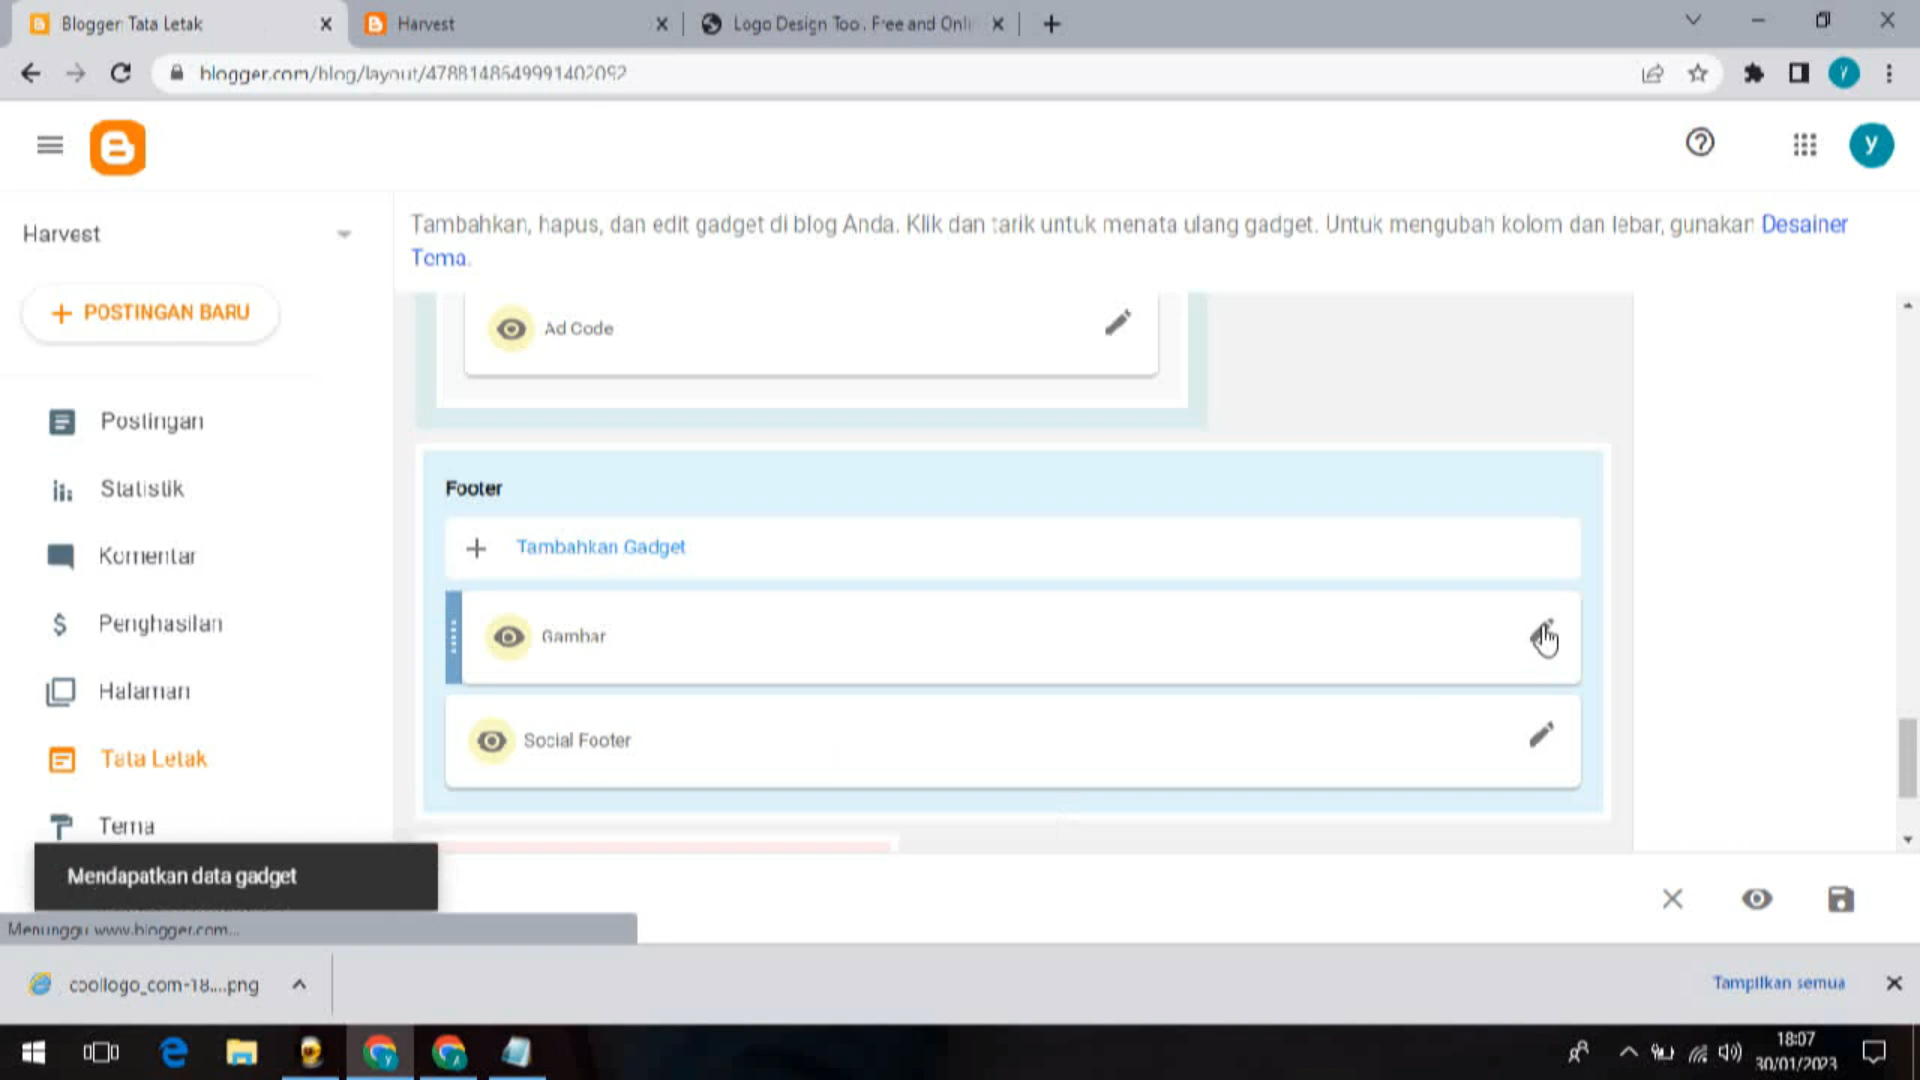 Blogger: Tata Letak
Harvest
Logo Design Tool. Free and Onli
blogger.com/blog/layout/4788148649991402092
y
y
Harvest
Tambahkan, hapus, dan edit gadget di blog Anda. Klik dan tarik untuk menata ulang gadget. Untuk mengubah kolom dan lebar, gunakan Desainer
Tema.
POSTINGAN BARU
Ad Code
Postingan
Statistik
Footer
Tambahkan Gadget
Komentar
Penghasilan
Gambar
Halaman
Social Footer
Tata Letak
Tema
Mendapatkan data gadget
Menunggu www.blogger.com...
coollogo_com-18....png
Tampilkan semua
18:07
30/01/2023